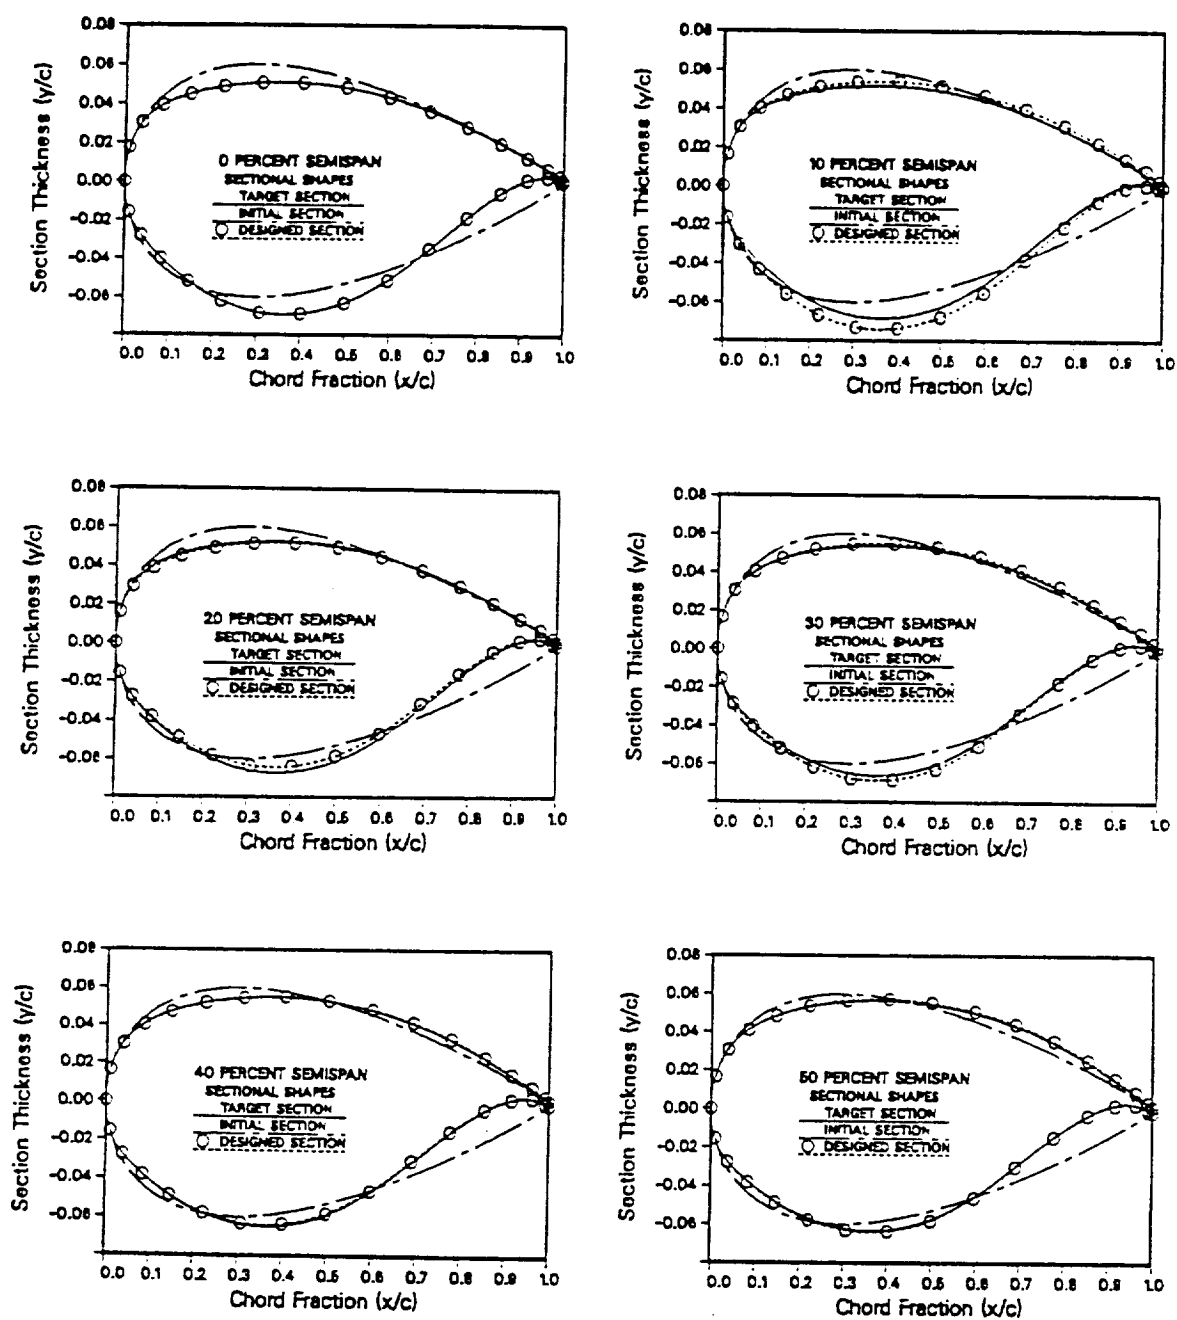 0.08
0.06
0.04
0.02
0.00
-0.02
-0.04
-0.06
Section Thickness (y/c)
0 PERCENT SEMISPAN
SECTIONAL SHAPES
TARGET SECTION
INITIAL SECTION
DESIGNED SECTION
0.0 0.1 0.2 0.3 0.4 0.5 0.6 0.7 0.8 0.9 1.0
Chord Fraction (x/c)
0.08
0.06
0.04
0.02
0.00
-0.02
-0.04
-0.06
Section Thickness (y/c)
10 PERCENT SEMISPAN
SECTIONAL SHAPES
TARGET SECTION
INITIAL SECTION
DESIGNED SECTION
0.0 0.1 0.2 0.3 0.4 0.5 0.6 0.7 0.8 0.9 1.0
Chord Fraction (x/c)
0.08
0.06
0.04
0.02
0.00
-0.02
-0.04
-0.06
Section Thickness (y/c)
20 PERCENT SEMISPAN
SECTIONAL SHAPES
TARGET SECTION
INITIAL SECTION
DESIGNED SECTION
0.0 0.1 0.2 0.3 0.4 0.5 0.6 0.7 0.8 0.9 1.0
Chord Fraction (x/c)
0.08
0.06
0.04
0.02
0.00
-0.02
-0.04
-0.06
Section Thickness (y/c)
30 PERCENT SEMISPAN
SECTIONAL SHAPES
TARGET SECTION
INITIAL SECTION
DESIGNED SECTION
0.0 0.1 0.2 0.3 0.4 0.5 0.6 0.7 0.8 0.9 1.0
Chord Fraction (x/c)
0.08
0.06
0.04
0.02
0.00
-0.02
-0.04
-0.06
Section Thickness (y/c)
40 PERCENT SEMISPAN
SECTIONAL SHAPES
TARGET SECTION
INITIAL SECTION
DESIGNED SECTION
0.0 0.1 0.2 0.3 0.4 0.5 0.6 0.7 0.8 0.9 1.0
Chord Fraction (x/c)
0.08
0.06
0.04
0.02
0.00
-0.02
-0.04
-0.06
Section Thickness (y/c)
50 PERCENT SEMISPAN
SECTIONAL SHAPES
TARGET SECTION
INITIAL SECTION
DESIGNED SECTION
0.0 0.1 0.2 0.3 0.4 0.5 0.6 0.7 0.8 0.9 1.0
Chord Fraction (x/c)